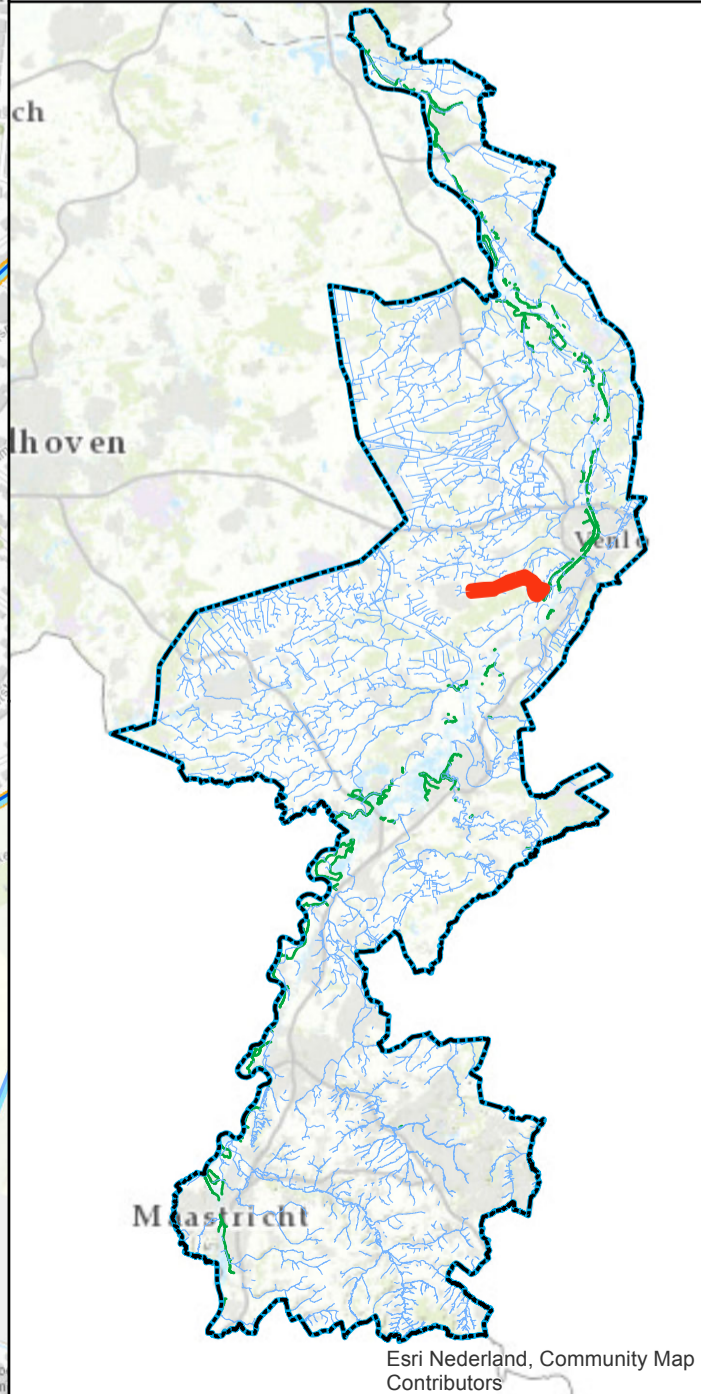 ch
lhoven
Venlo
Maastricht
Esri Nederland, Community Map
Contributors